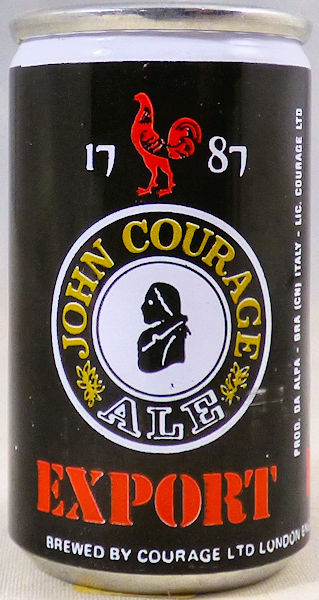 17 87
JOHN COURAGE
ALE
EXPORT
BREWED BY COURAGE LTD LONDON
PROD. DA ALFA - BRA (CN) ITALY - LIC. COURAGE LTD